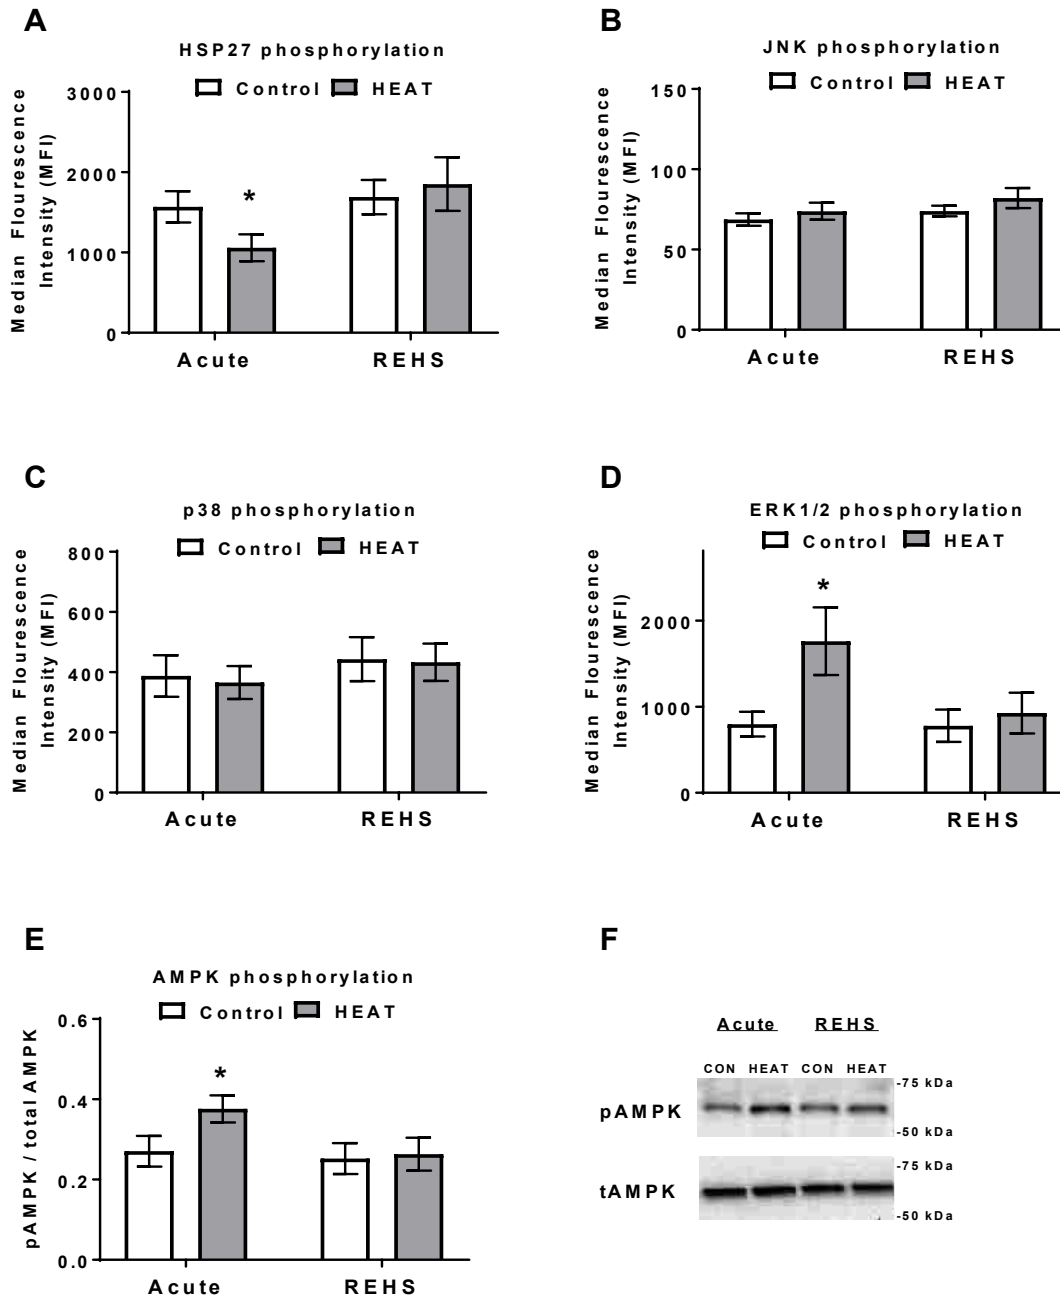 A
HSP27 phosphorylation
Control HEAT
Median Flourescence
Intensity (MFI)
3000
2000
1000
0
*
Acute REHS
B
JNK phosphorylation
Control HEAT
Median Flourescence
Intensity (MFI)
150
100
50
0
Acute REHS
C
p38 phosphorylation
Control HEAT
Median Flourescence
Intensity (MFI)
800
600
400
200
0
Acute REHS
D
ERK1/2 phosphorylation
Control HEAT
Median Flourescence
Intensity (MFI)
2000
1000
0
*
Acute REHS
E
AMPK phosphorylation
Control HEAT
pAMPK / total AMPK
0.6
0.4
0.2
0.0
*
Acute REHS
F
Acute REHS
CON HEAT CON HEAT
-75 kDa
pAMPK
-50 kDa
-75 kDa
tAMPK
-50 kDa